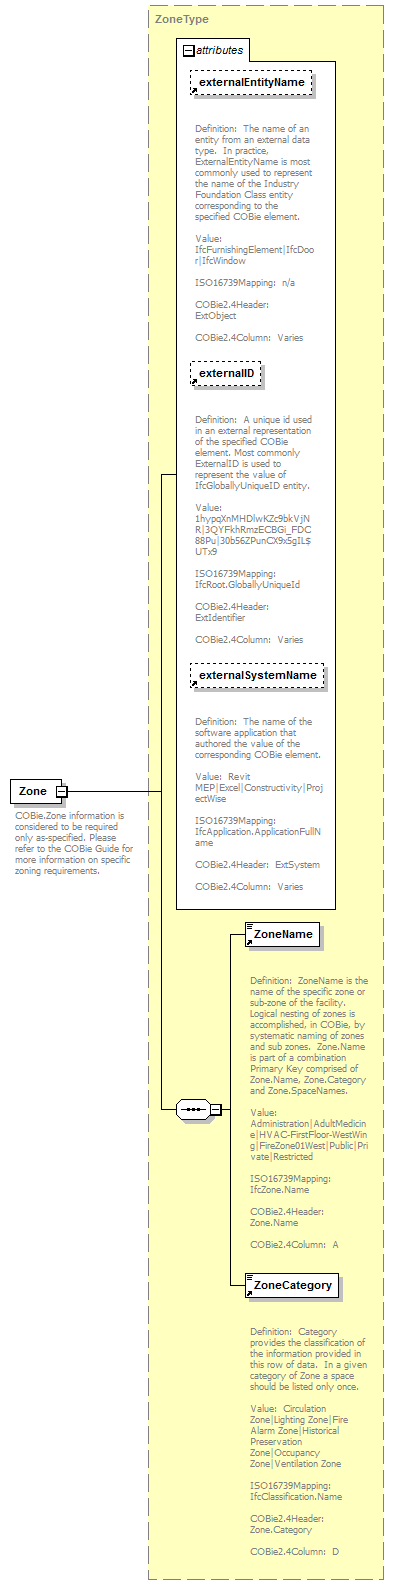 ZoneType
attributes
externalEntityName
Definition:  The name of an
entity from an external data
type.  In practice,
ExternalEntityName is most
commonly used to represent
the name of the Industry
Foundation Class entity
corresponding to the
specified COBie element.
Value:
IfcFurnishingElement|IfcDoo
r|IfcWindow
ISO16739Mapping:  n/a
COBie2.4Header:
ExtObject
COBie2.4Column:  Varies
externalID
Definition:  A unique id used
in an external representation
of the specified COBie
element. Most commonly
ExternalID is used to
represent the value of
IfcGloballyUniqueID entity.
Value:
1hypqXnMHDlwKZc9bkVjN
R|3QYFkhRmzECBGi_FDC
88Pu|30b56ZPunCX9xSgIL$
UTx9
ISO16739Mapping:
IfcRoot.GloballyUniqueId
COBie2.4Header:
ExtIdentifier
COBie2.4Column:  Varies
externalSystemName
Definition:  The name of the
software application that
authored the value of the
corresponding COBie element.
Value:  Revit
MEP|Excel|Constructivity|Proj
ectWise
ISO16739Mapping:
IfcApplication.ApplicationFullN
ame
COBie2.4Header:  ExtSystem
COBie2.4Column:  Varies
Zone
COBie.Zone information is
considered to be required
only as-specified. Please
refer to the COBie Guide for
more information on specific
zoning requirements.
ZoneName
Definition:  ZoneName is the
name of the specific zone or
sub-zone of the facility.
Logical nesting of zones is
accomplished, in COBie, by
systematic naming of zones
and sub zones.  Zone.Name
is part of a combination
Primary Key comprised of
Zone.Name, Zone.Category
and Zone.SpaceNames.
Value:
Administration|AdultMedicin
e|HVAC-FirstFloor-WestWin
g|FireZone01West|Public|Pri
vate|Restricted
ISO16739Mapping:
IfcZone.Name
COBie2.4Header:
Zone.Name
COBie2.4Column:  A
ZoneCategory
Definition:  Category
provides the classification of
the information provided in
this row of data.  In a given
category of Zone a space
should be listed only once.
Value:  Circulation
Zone|Lighting Zone|Fire
Alarm Zone|Historical
Preservation
Zone|Occupancy
Zone|Ventilation Zone
ISO16739Mapping:
IfcClassification.Name
COBie2.4Header:
Zone.Category
COBie2.4Column:  D